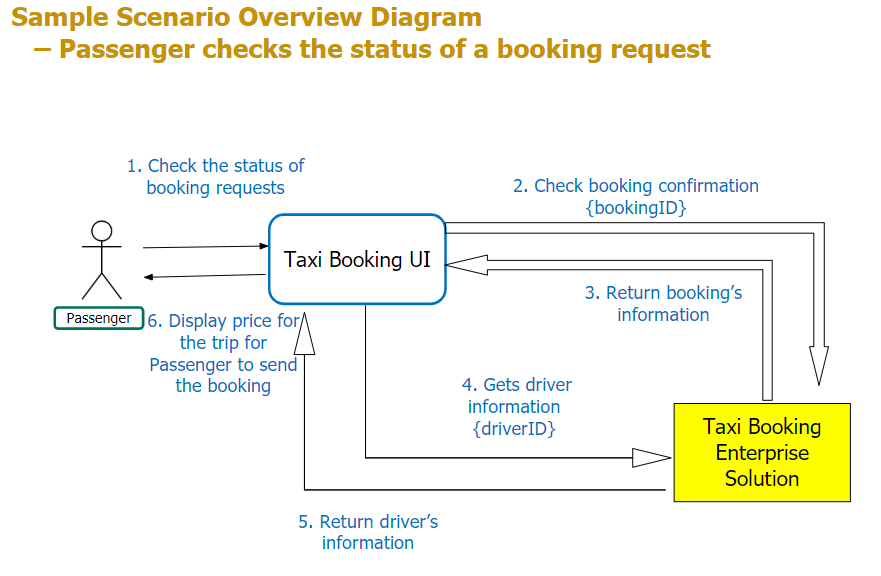 Sample Scenario Overview Diagram
– Passenger checks the status of a booking request
1. Check the status of
booking requests
2. Check booking confirmation
{bookingID}
Taxi Booking UI
3. Return booking's
information
Passenger
6. Display price for
the trip for
Passenger to send
the booking
4. Gets driver
information
{driverID}
Taxi Booking
Enterprise
Solution
5. Return driver's
information